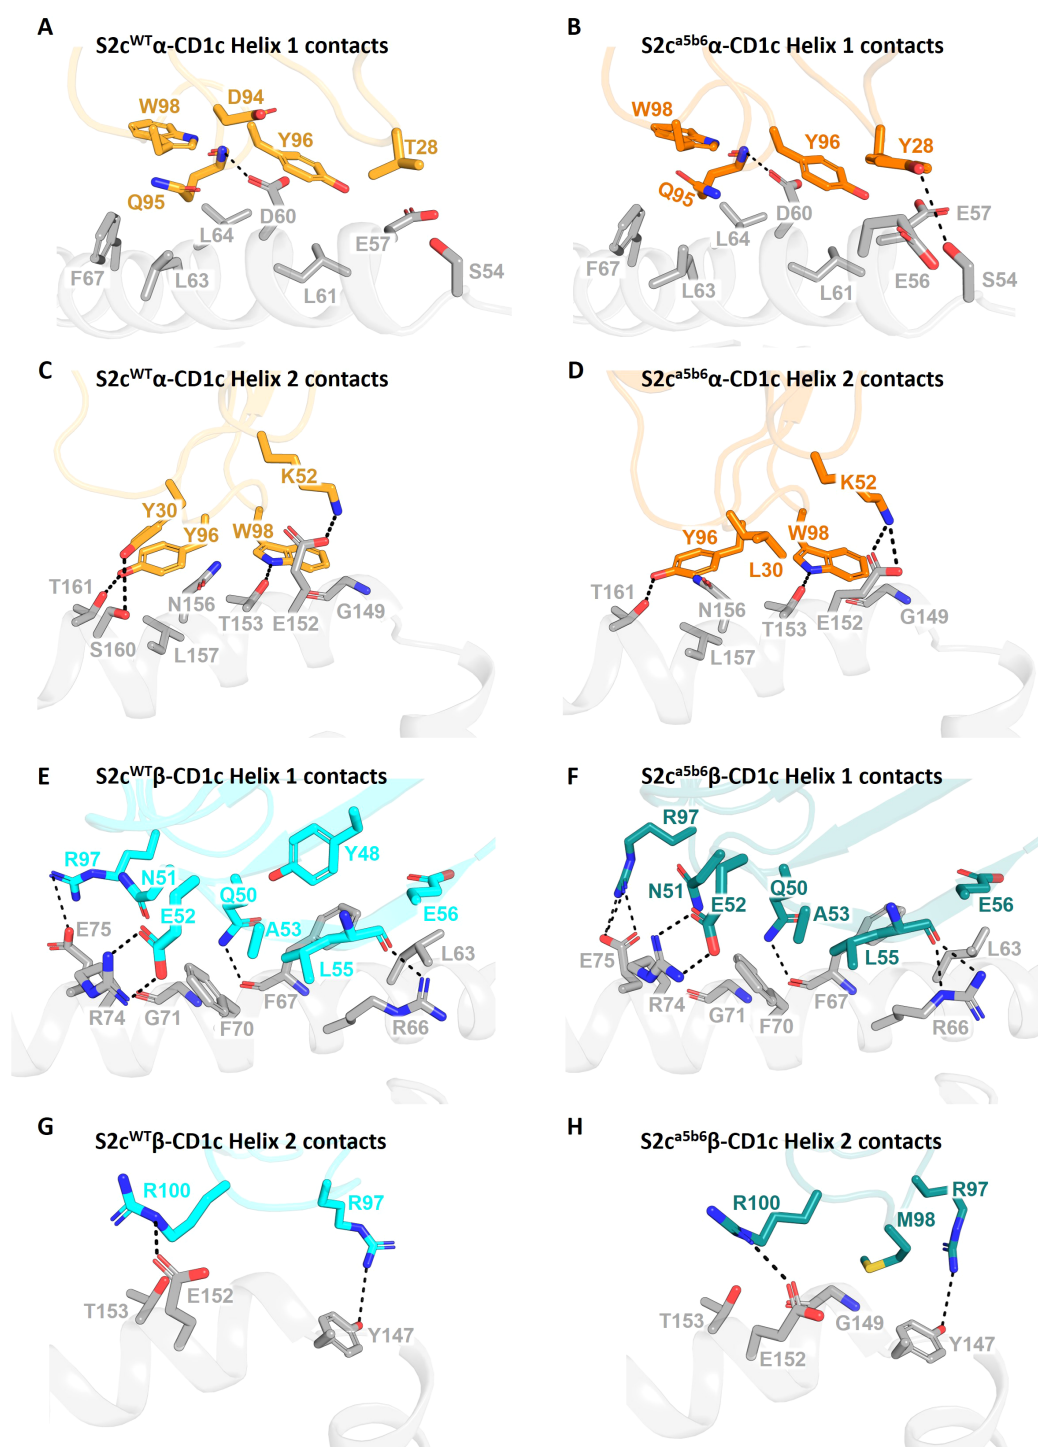 A
S2cWTα-CD1c Helix 1 contacts
W98
D94
Y96
T28
Q95
D60
L64
E57
F67
L63
L61
S54
B
S2ca5b6α-CD1c Helix 1 contacts
W98
Y96
Y28
Q95
D60
E57
L64
F67
L63
L61
E56
S54
C
S2cWTα-CD1c Helix 2 contacts
K52
Y30
Y96
W98
T161
N156
G149
S160
T153
E152
L157
D
S2ca5b6α-CD1c Helix 2 contacts
K52
Y96
W98
L30
T161
N156
T153
E152
G149
L157
E
S2cWTβ-CD1c Helix 1 contacts
R97
Y48
N51
Q50
E52
A53
E56
E75
L63
L55
F67
R74
G71
F70
R66
F
S2ca5b6β-CD1c Helix 1 contacts
R97
N51
Q50
E52
A53
E56
E75
L55
L63
R74
F67
G71
F70
R66
G
S2cWTβ-CD1c Helix 2 contacts
R100
R97
E152
T153
Y147
H
S2ca5b6β-CD1c Helix 2 contacts
R100
R97
M98
T153
G149
E152
Y147